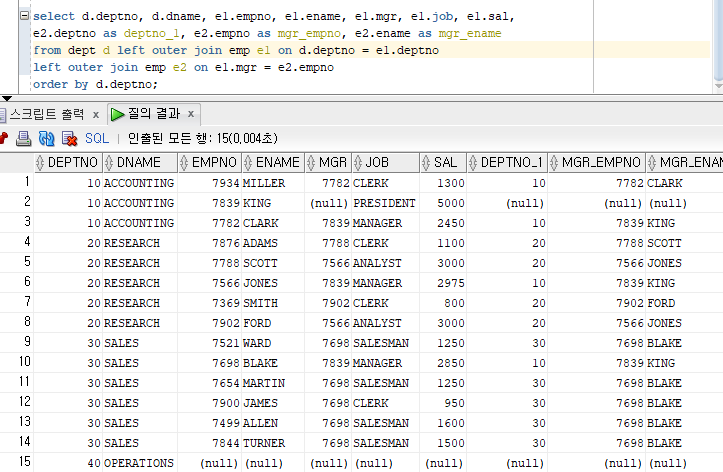 select d.deptno, d.dname, e1.empno, e1.ename, e1.mgr, e1.job, e1.sal,
e2.deptno as deptno_1, e2.empno as mgr_empno, e2.ename as mgr_ename
from dept d left outer join emp e1 on d.deptno = e1.deptno
left outer join emp e2 on e1.mgr = e2.empno
order by d.deptno;
스크립트 출력 x 질의 결과 x
SQL | 인출된 모든 행: 15(0,004초)
DEPTNO DNAME EMPNO ENAME MGR JOB SAL DEPTNO_1 MGR_EMPNO MGR_ENAM
1 10 ACCOUNTING 7934 MILLER 7782 CLERK 1300 10 7782 CLARK
2 10 ACCOUNTING 7839 KING (null) PRESIDENT 5000 (null) (null) (null)
3 10 ACCOUNTING 7782 CLARK 7839 MANAGER 2450 10 7839 KING
4 20 RESEARCH 7876 ADAMS 7788 CLERK 1100 20 7788 SCOTT
5 20 RESEARCH 7788 SCOTT 7566 ANALYST 3000 20 7566 JONES
6 20 RESEARCH 7566 JONES 7839 MANAGER 2975 10 7839 KING
7 20 RESEARCH 7369 SMITH 7902 CLERK 800 20 7902 FORD
8 20 RESEARCH 7902 FORD 7566 ANALYST 3000 20 7566 JONES
9 30 SALES 7521 WARD 7698 SALESMAN 1250 30 7698 BLAKE
10 30 SALES 7698 BLAKE 7839 MANAGER 2850 10 7839 KING
11 30 SALES 7654 MARTIN 7698 SALESMAN 1250 30 7698 BLAKE
12 30 SALES 7900 JAMES 7698 CLERK 950 30 7698 BLAKE
13 30 SALES 7499 ALLEN 7698 SALESMAN 1600 30 7698 BLAKE
14 30 SALES 7844 TURNER 7698 SALESMAN 1500 30 7698 BLAKE
15 40 OPERATIONS (null) (null) (null) (null) (null) (null) (null) (null)